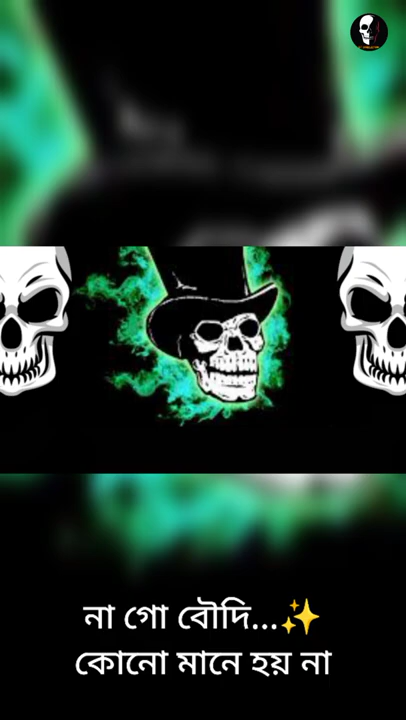 না গো বৌদি...✨
কোনো মানে হয় না